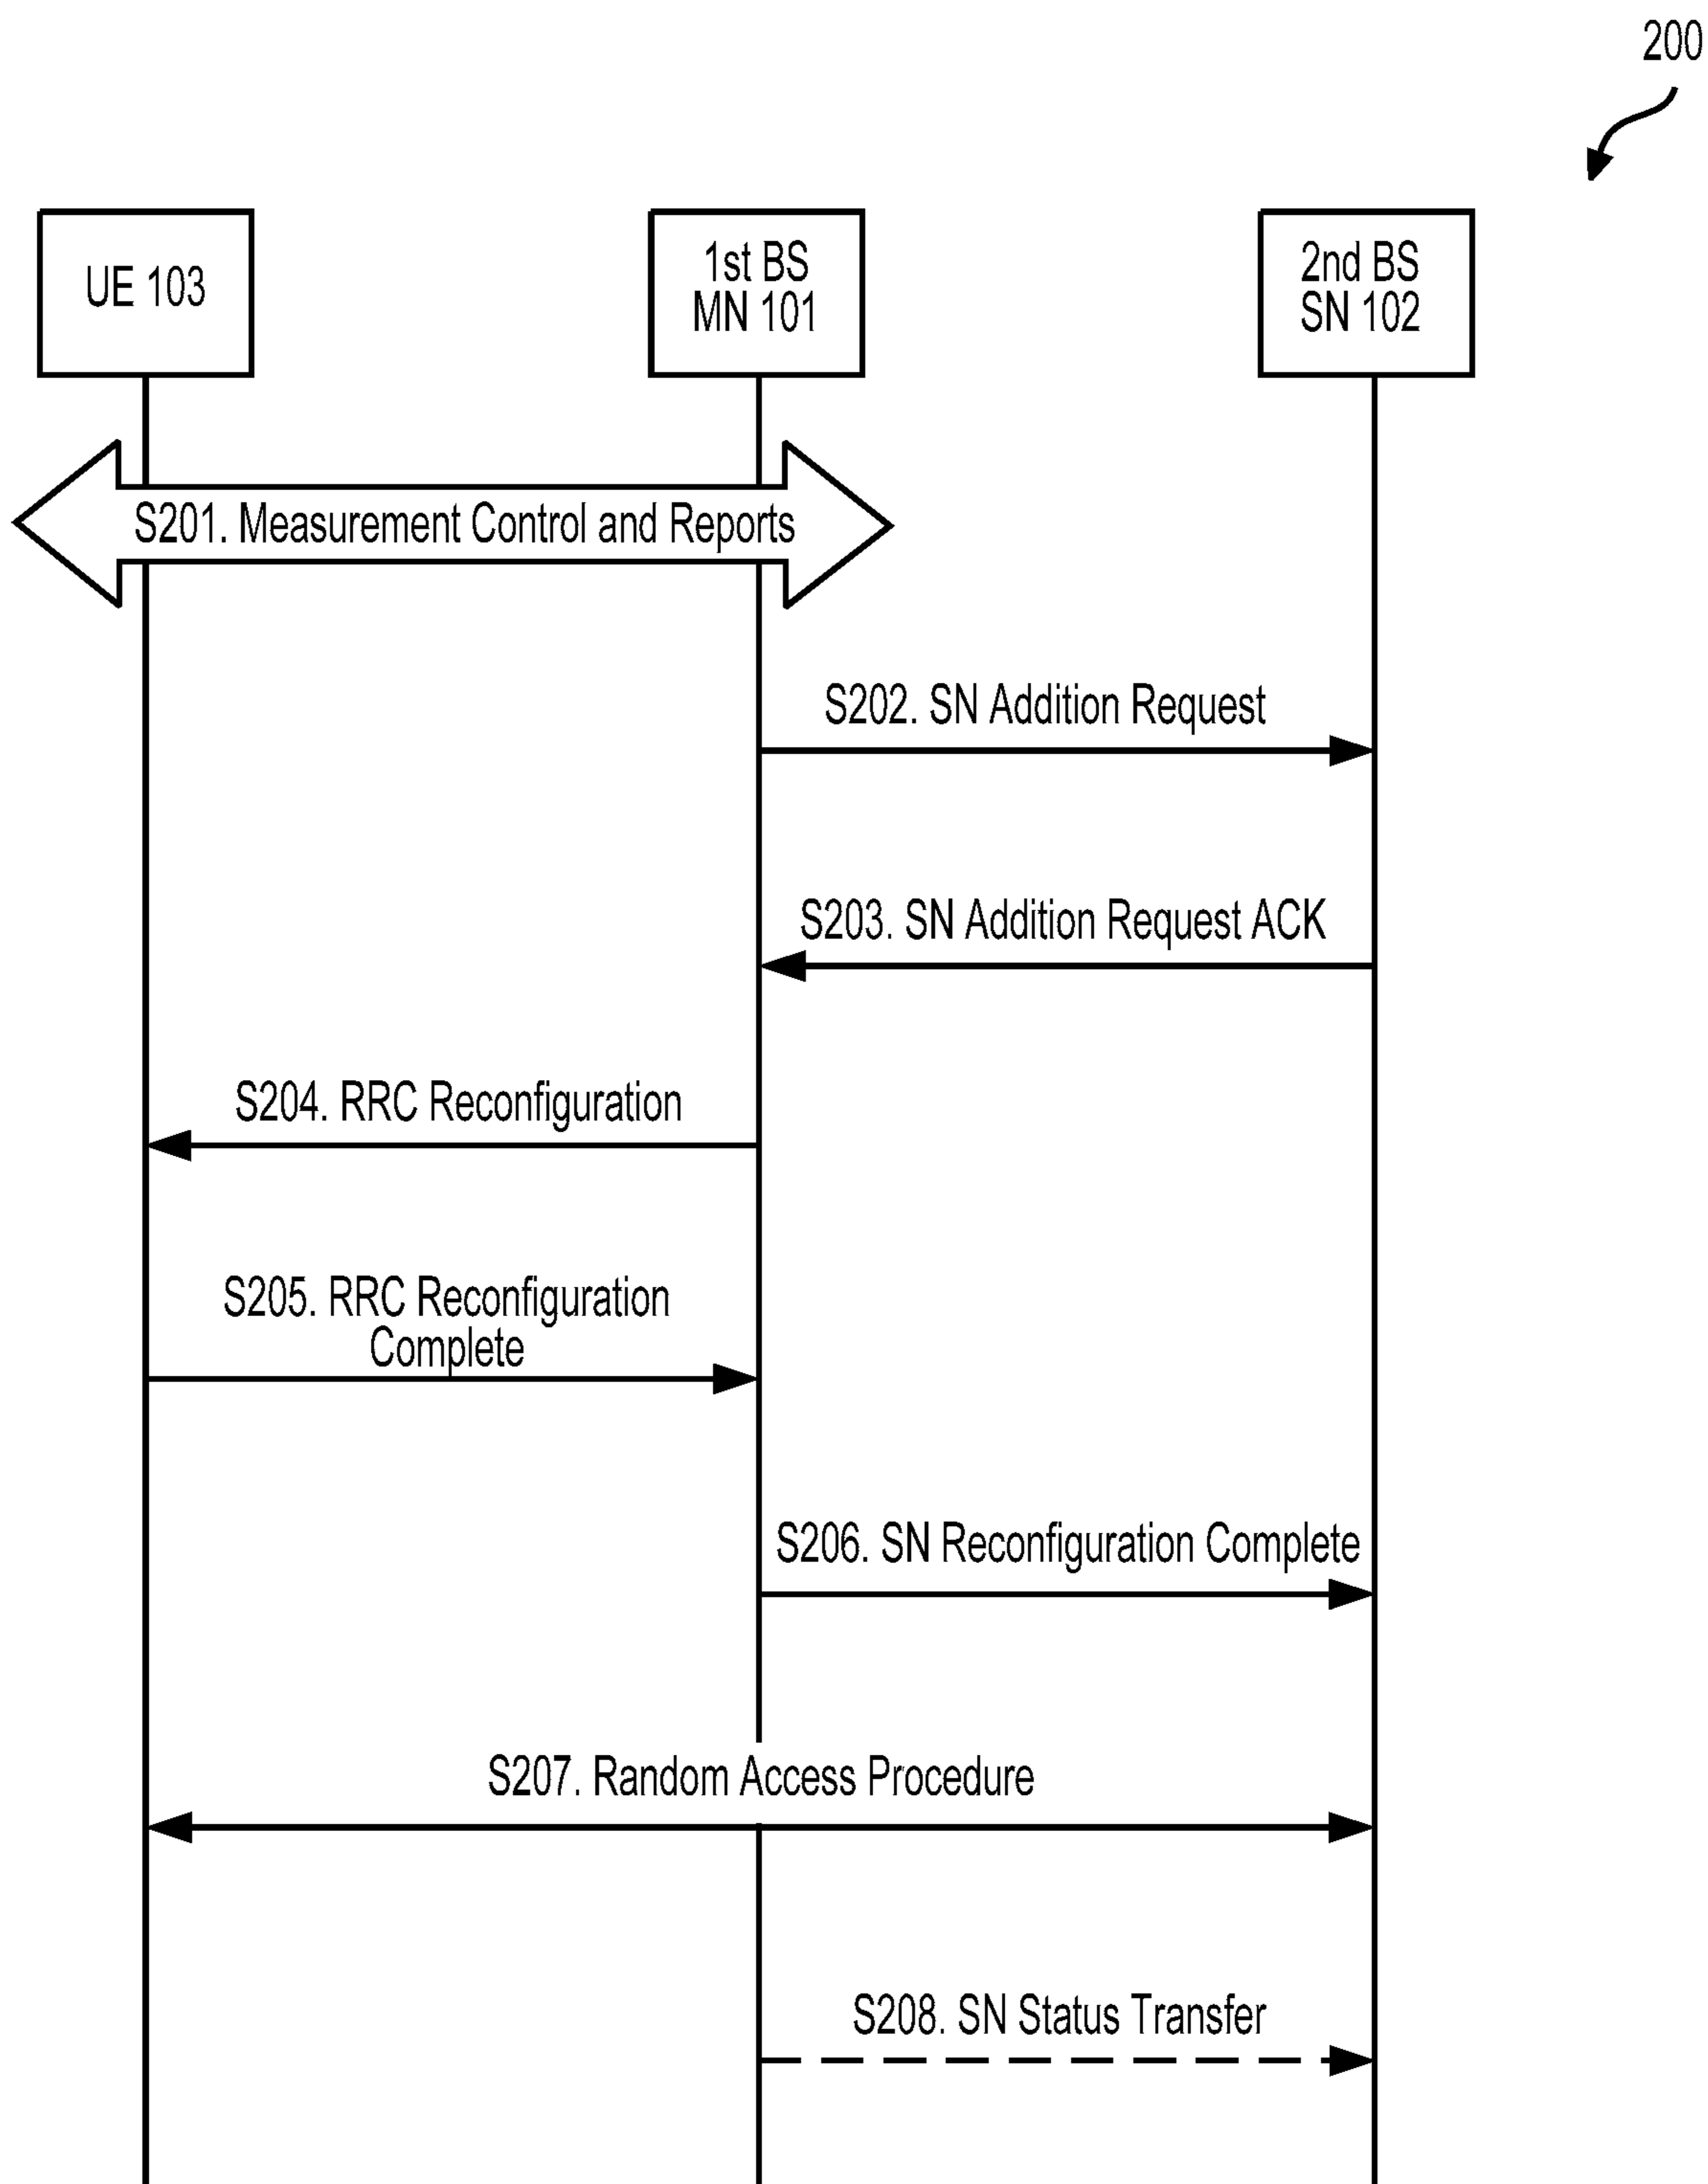 200
UE 103
1st BS
MN 101
2nd BS
SN 102
S201. Measurement Control and Reports
S202. SN Addition Request
S203. SN Addition Request ACK
S204. RRC Reconfiguration
S205. RRC Reconfiguration
Complete
S206. SN Reconfiguration Complete
S207. Random Access Procedure
S208. SN Status Transfer